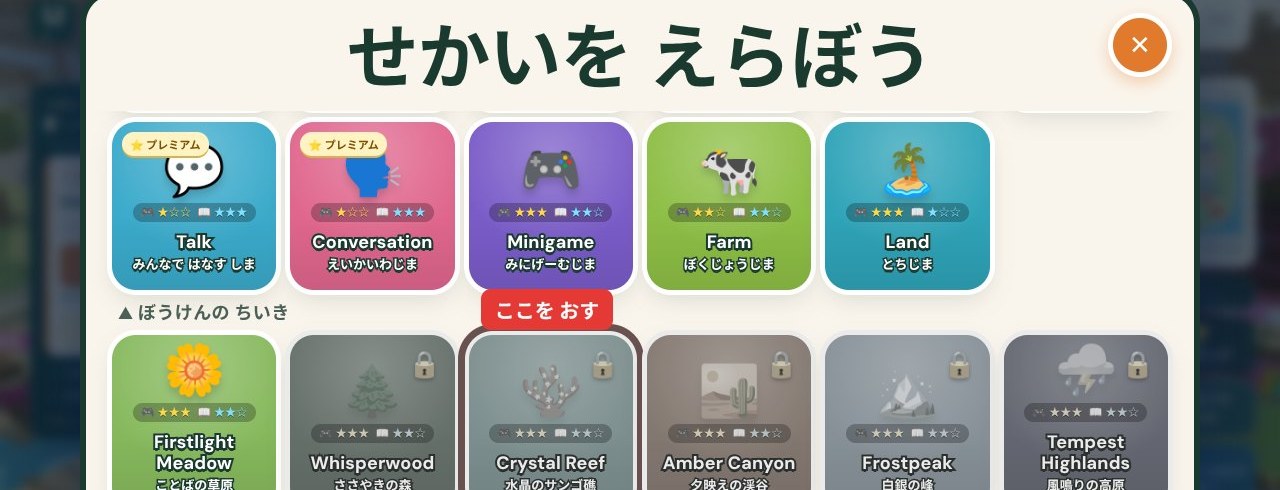 せかいを えらぼう
×
⭐ プレミアム
⭐ プレミアム
🎮 ★☆☆ 📖 ★★★
🎮 ★☆☆ 📖 ★★★
🎮 ★★★ 📖 ★★☆
🎮 ★★☆ 📖 ★★☆
🎮 ★★★ 📖 ★☆☆
Talk
みんなで はなす しま
Conversation
えいかいわじま
Minigame
みにげーむじま
Farm
ぼくじょうじま
Land
とちじま
▲ ぼうけんの ちいき
ここを おす
🎮 ★★★ 📖 ★★☆
Firstlight
Meadow
ことばの草原
🎮 ★★★ 📖 ★★☆
Whisperwood
ささやきの森
🎮 ★★★ 📖 ★★☆
Crystal Reef
水晶のサンゴ礁
🎮 ★★★ 📖 ★★☆
Amber Canyon
夕映えの渓谷
🎮 ★★★ 📖 ★★☆
Frostpeak
白銀の峰
🎮 ★★★ 📖 ★★☆
Tempest
Highlands
風鳴りの高原